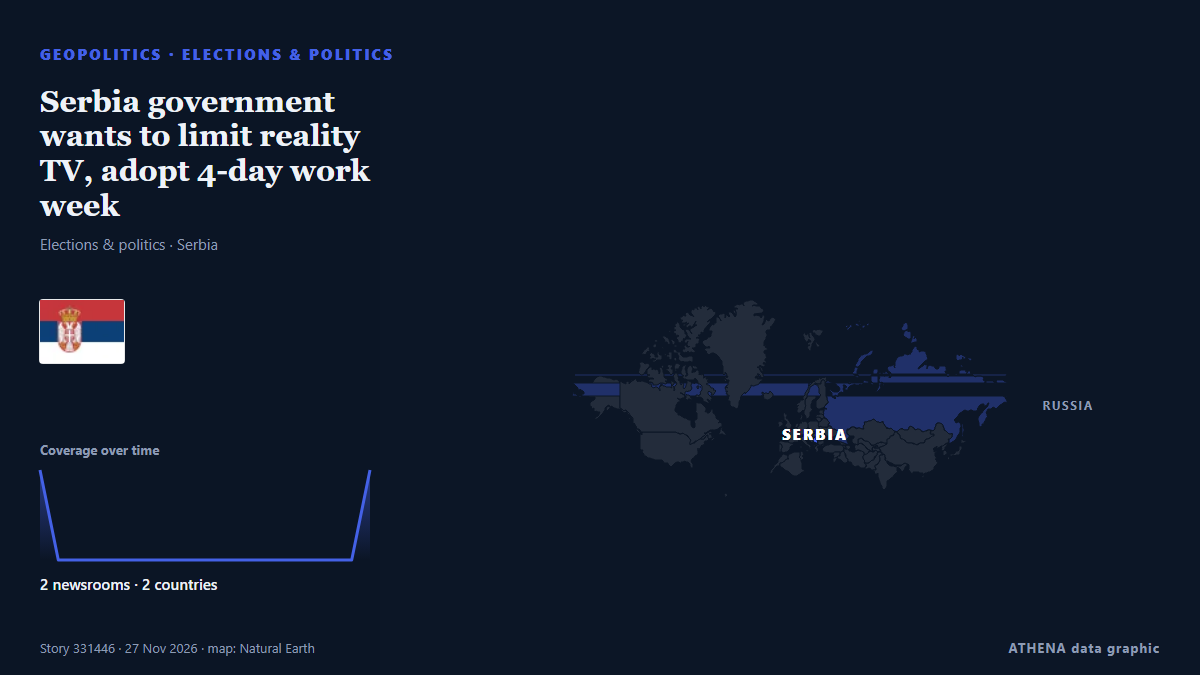 GEOPOLITICS · ELECTIONS & POLITICS
Serbia government
wants to limit reality
TV, adopt 4-day work
week
Elections & politics · Serbia
Coverage over time
2 newsrooms · 2 countries
RUSSIA
SERBIA
Story 331446 · 27 Nov 2026 · map: Natural Earth
ATHENA data graphic